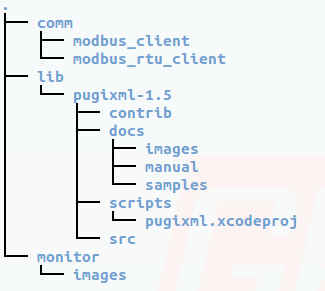 .
comm
modbus_client
modbus_rtu_client
lib
pugixml-1.5
contrib
docs
images
manual
samples
scripts
pugixml.xcodeproj
src
monitor
images